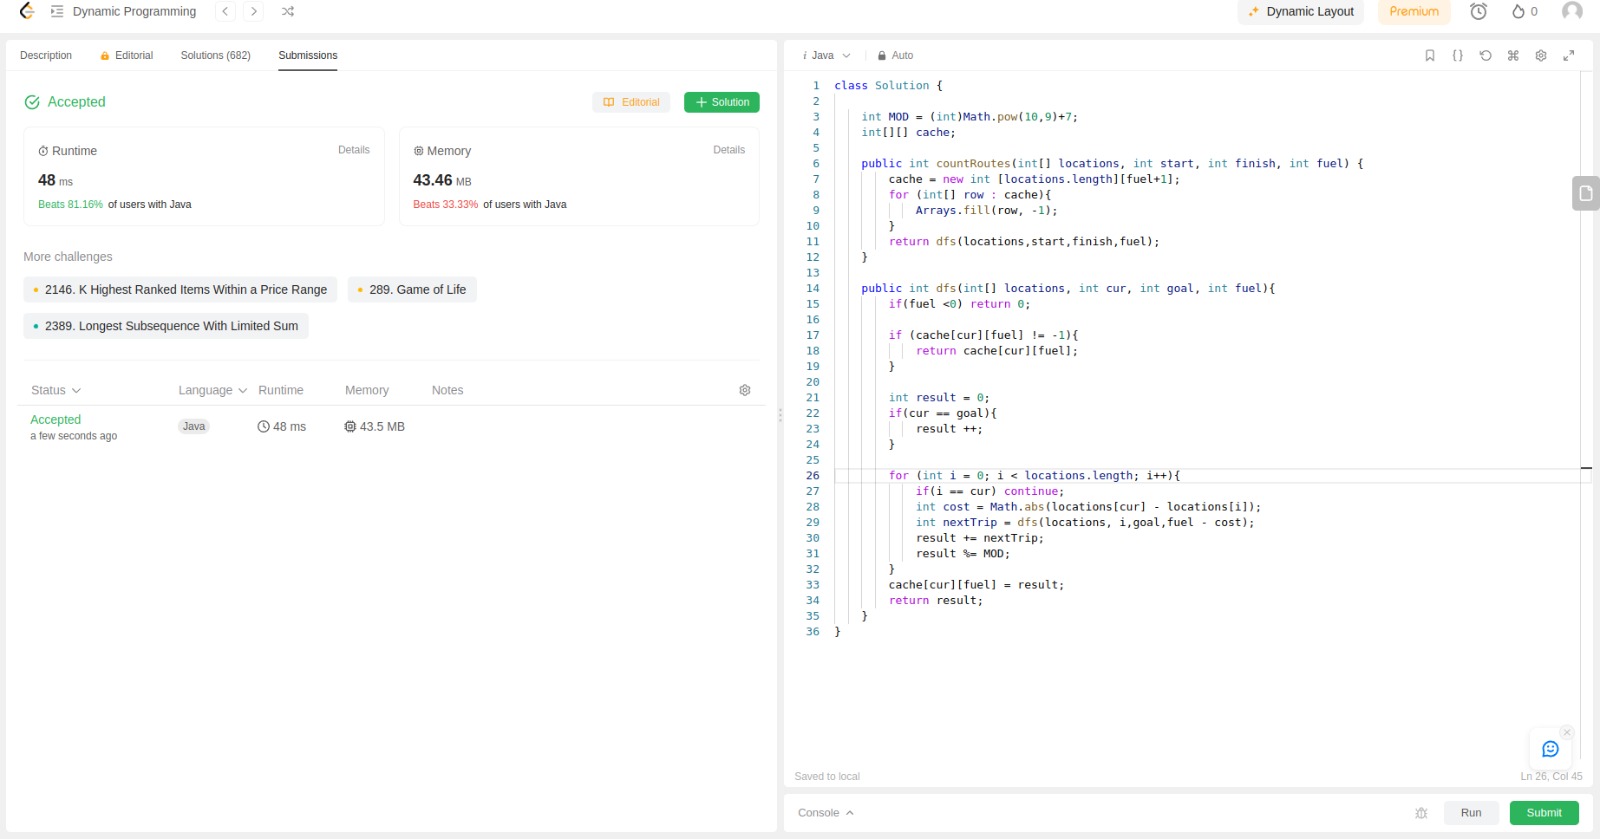 Dynamic Programming
Dynamic Layout
Premium
0
Description
Editorial
Solutions (682)
Submissions
Accepted
Editorial
Solution
Runtime
Details
48 ms
Beats 81.16% of users with Java
Memory
Details
43.46 MB
Beats 33.33% of users with Java
More challenges
2146. K Highest Ranked Items Within a Price Range
289. Game of Life
2389. Longest Subsequence With Limited Sum
Status Language Runtime Memory Notes
Accepted
a few seconds ago
Java
48 ms
43.5 MB
i Java
Auto
1 class Solution {
2
3     int MOD = (int)Math.pow(10,9)+7;
4     int[][] cache;
5
6     public int countRoutes(int[] locations, int start, int finish, int fuel) {
7         cache = new int [locations.length][fuel+1];
8         for (int[] row : cache){
9             Arrays.fill(row, -1);
10         }
11         return dfs(locations,start,finish,fuel);
12     }
13
14     public int dfs(int[] locations, int cur, int goal, int fuel){
15         if(fuel <0) return 0;
16
17         if (cache[cur][fuel] != -1){
18             return cache[cur][fuel];
19         }
20
21         int result = 0;
22         if(cur == goal){
23             result ++;
24         }
25
26         for (int i = 0; i < locations.length; i++){
27             if(i == cur) continue;
28             int cost = Math.abs(locations[cur] - locations[i]);
29             int nextTrip = dfs(locations, i,goal,fuel - cost);
30             result += nextTrip;
31             result %= MOD;
32         }
33         cache[cur][fuel] = result;
34         return result;
35     }
36 }
Saved to local
Ln 26, Col 45
Console
Run
Submit